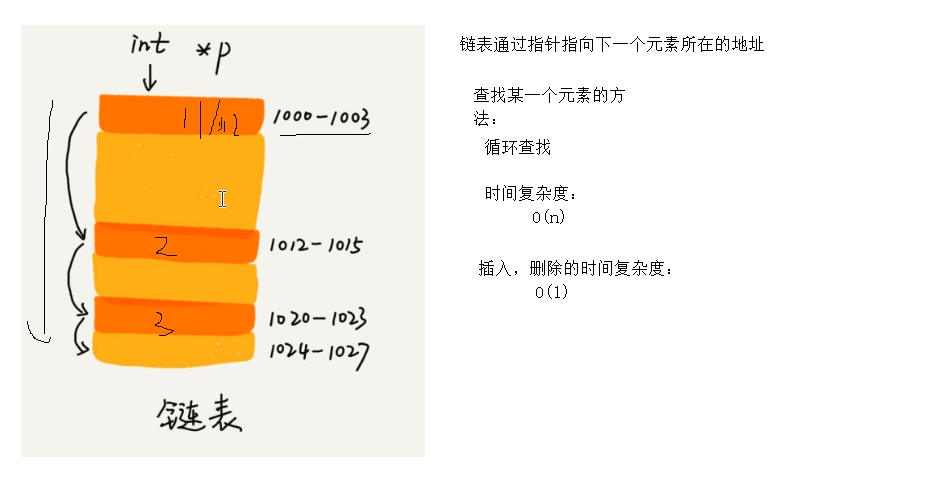 int *p
1
1000-1003
2
1012-1015
3
1020-1023
1024-1027
链表
链表通过指针指向下一个元素所在的地址
查找某一个元素的方
法:
循环查找
时间复杂度:
O(n)
插入，删除的时间复杂度:
O(1)